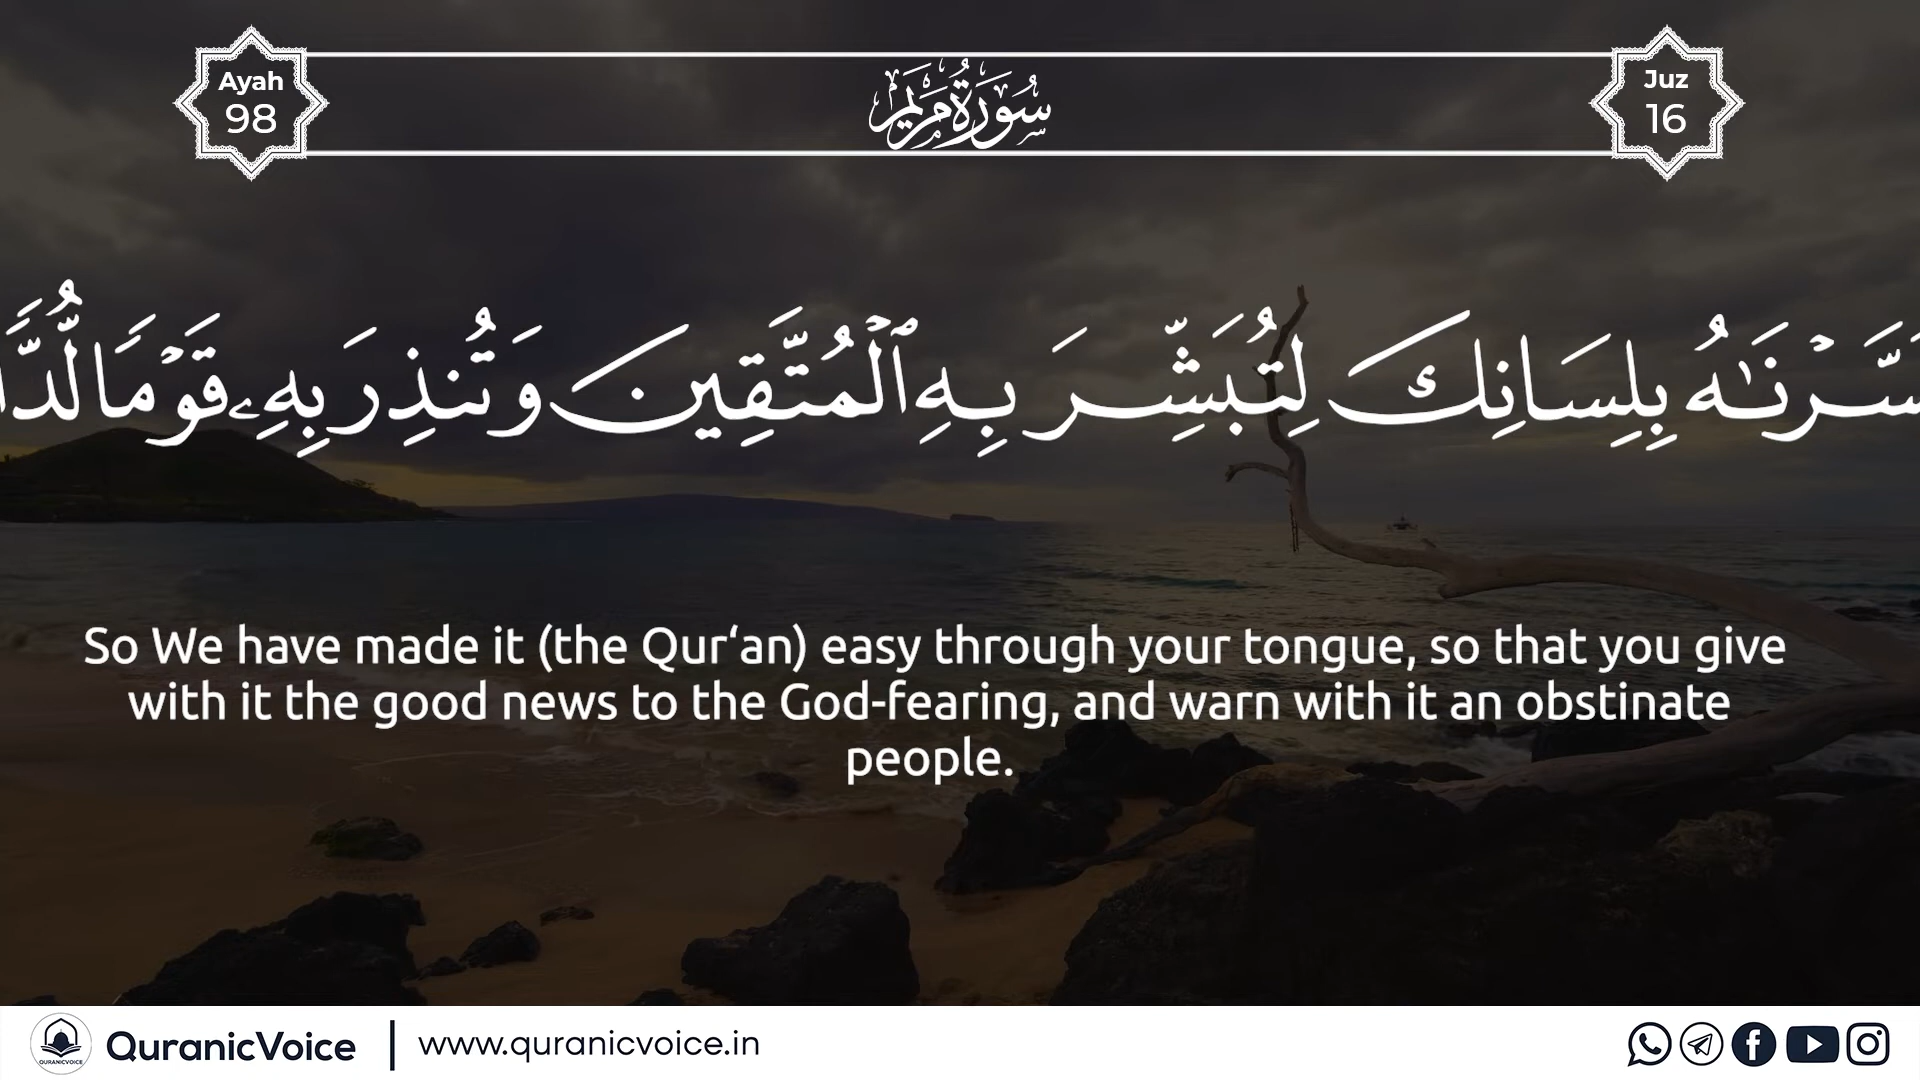 Ayah
98
سُورَةُ مَرْيَم
Juz
16
سَّرْنَٰهُ بِلِسَانِكَ لِتُبَشِّرَ بِهِ ٱلْمُتَّقِينَ وَتُنذِرَ بِهِۦ قَوْمًا لُّدًّا
So We have made it (the Qur‘an) easy through your tongue, so that you give
with it the good news to the God-fearing, and warn with it an obstinate
people.
QURANICVOICE
QuranicVoice | www.quranicvoice.in